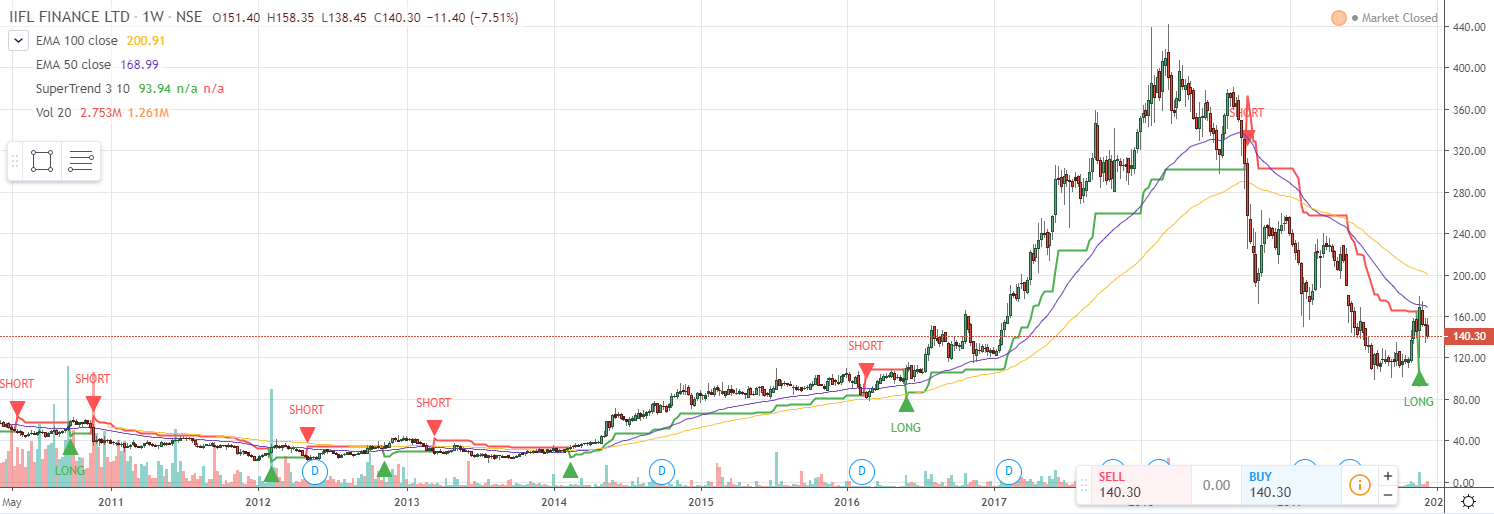 IIFL FINANCE LTD · 1W · NSE O151.40 H158.35 L138.45 C140.30 −11.40 (−7.51%)
Market Closed
EMA 100 close 200.91
EMA 50 close 168.99
SuperTrend 3 10 93.94 n/a n/a
Vol 20 2.753M 1.261M
440.00
400.00
360.00
320.00
280.00
240.00
200.00
160.00
140.30
120.00
80.00
40.00
0.00
SHORT
SHORT
SHORT
SHORT
SHORT
SHORT
LONG
LONG
LONG
D
D
D
D
SELL
140.30
0.00
BUY
140.30
May 2011 2012 2013 2014 2015 2016 2017